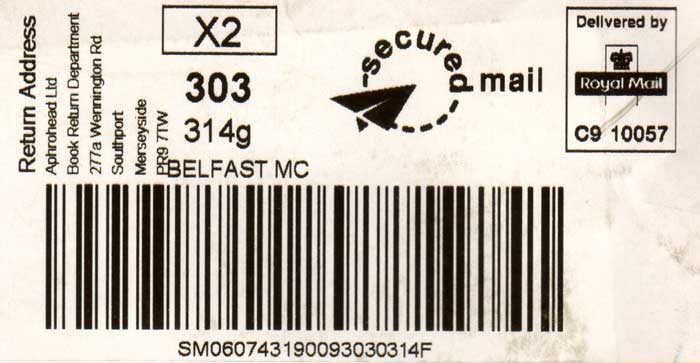 Return Address
Aphrohead Ltd
Book Return Department
277a Wennington Rd
Southport
Merseyside
PR9 7TW
X2
303
314g
BELFAST MC
secured mail
Delivered by
Royal Mail
C9 10057
SM060743190093030314F